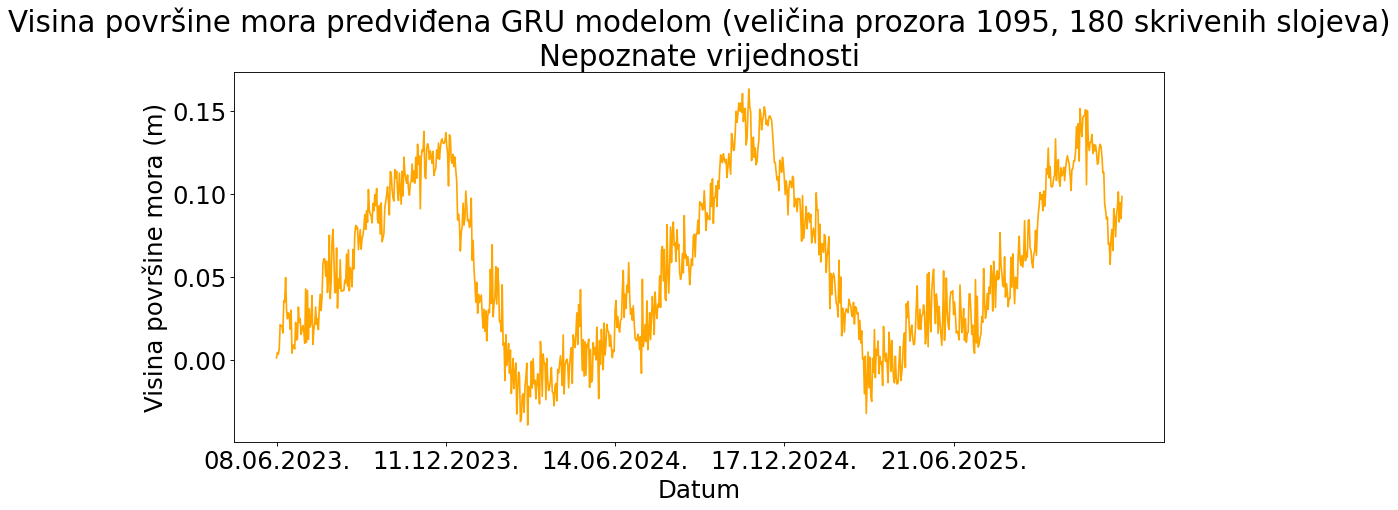 Visina površine mora predviđena GRU modelom (veličina prozora 1095, 180 skrivenih slojeva)
Nepoznate vrijednosti
Visina površine mora (m)
0.15
0.10
0.05
0.00
08.06.2023. 11.12.2023. 14.06.2024. 17.12.2024. 21.06.2025.
Datum